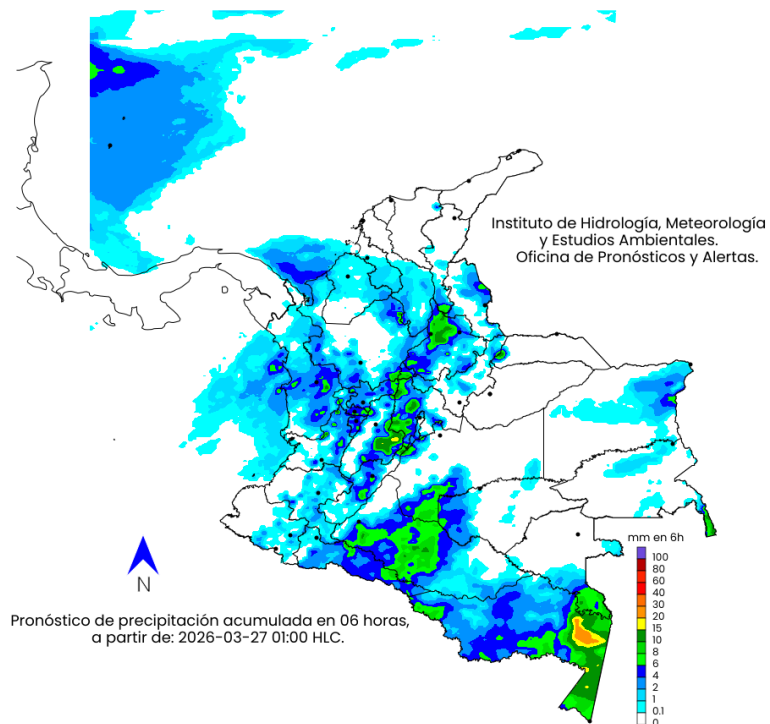 Instituto de Hidrología, Meteorología
y Estudios Ambientales.
Oficina de Pronósticos y Alertas.
mm en 6h
100
80
60
40
30
20
15
10
8
6
4
2
1
0.1
0
N
Pronóstico de precipitación acumulada en 06 horas,
a partir de: 2026-03-27 01:00 HLC.